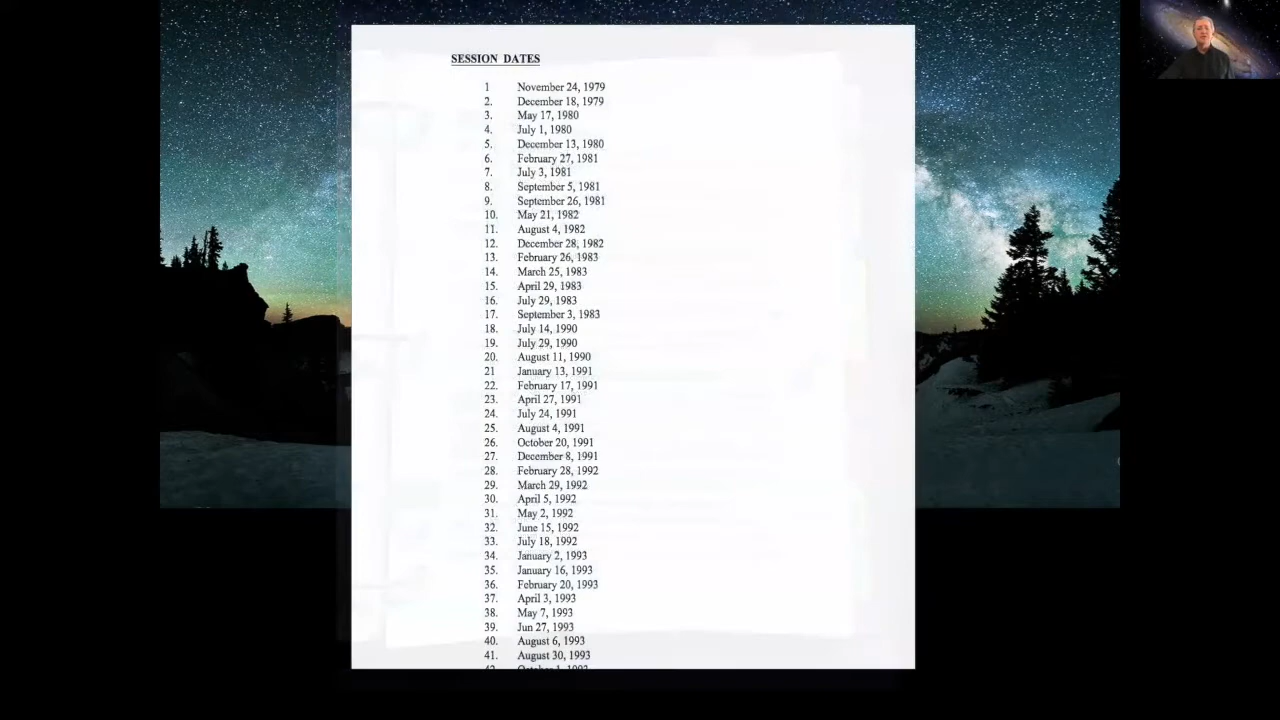 SESSION DATES
1 November 24, 1979
2. December 18, 1979
3. May 17, 1980
4. July 1, 1980
5. December 13, 1980
6. February 27, 1981
7. July 3, 1981
8. September 5, 1981
9. September 26, 1981
10. May 21, 1982
11. August 4, 1982
12. December 28, 1982
13. February 26, 1983
14. March 25, 1983
15. April 29, 1983
16. July 29, 1983
17. September 3, 1983
18. July 14, 1990
19. July 29, 1990
20. August 11, 1990
21 January 13, 1991
22. February 17, 1991
23. April 27, 1991
24. July 24, 1991
25. August 4, 1991
26. October 20, 1991
27. December 8, 1991
28. February 28, 1992
29. March 29, 1992
30. April 5, 1992
31. May 2, 1992
32. June 15, 1992
33. July 18, 1992
34. January 2, 1993
35. January 16, 1993
36. February 20, 1993
37. April 3, 1993
38. May 7, 1993
39. Jun 27, 1993
40. August 6, 1993
41. August 30, 1993
42. October 1, 1993